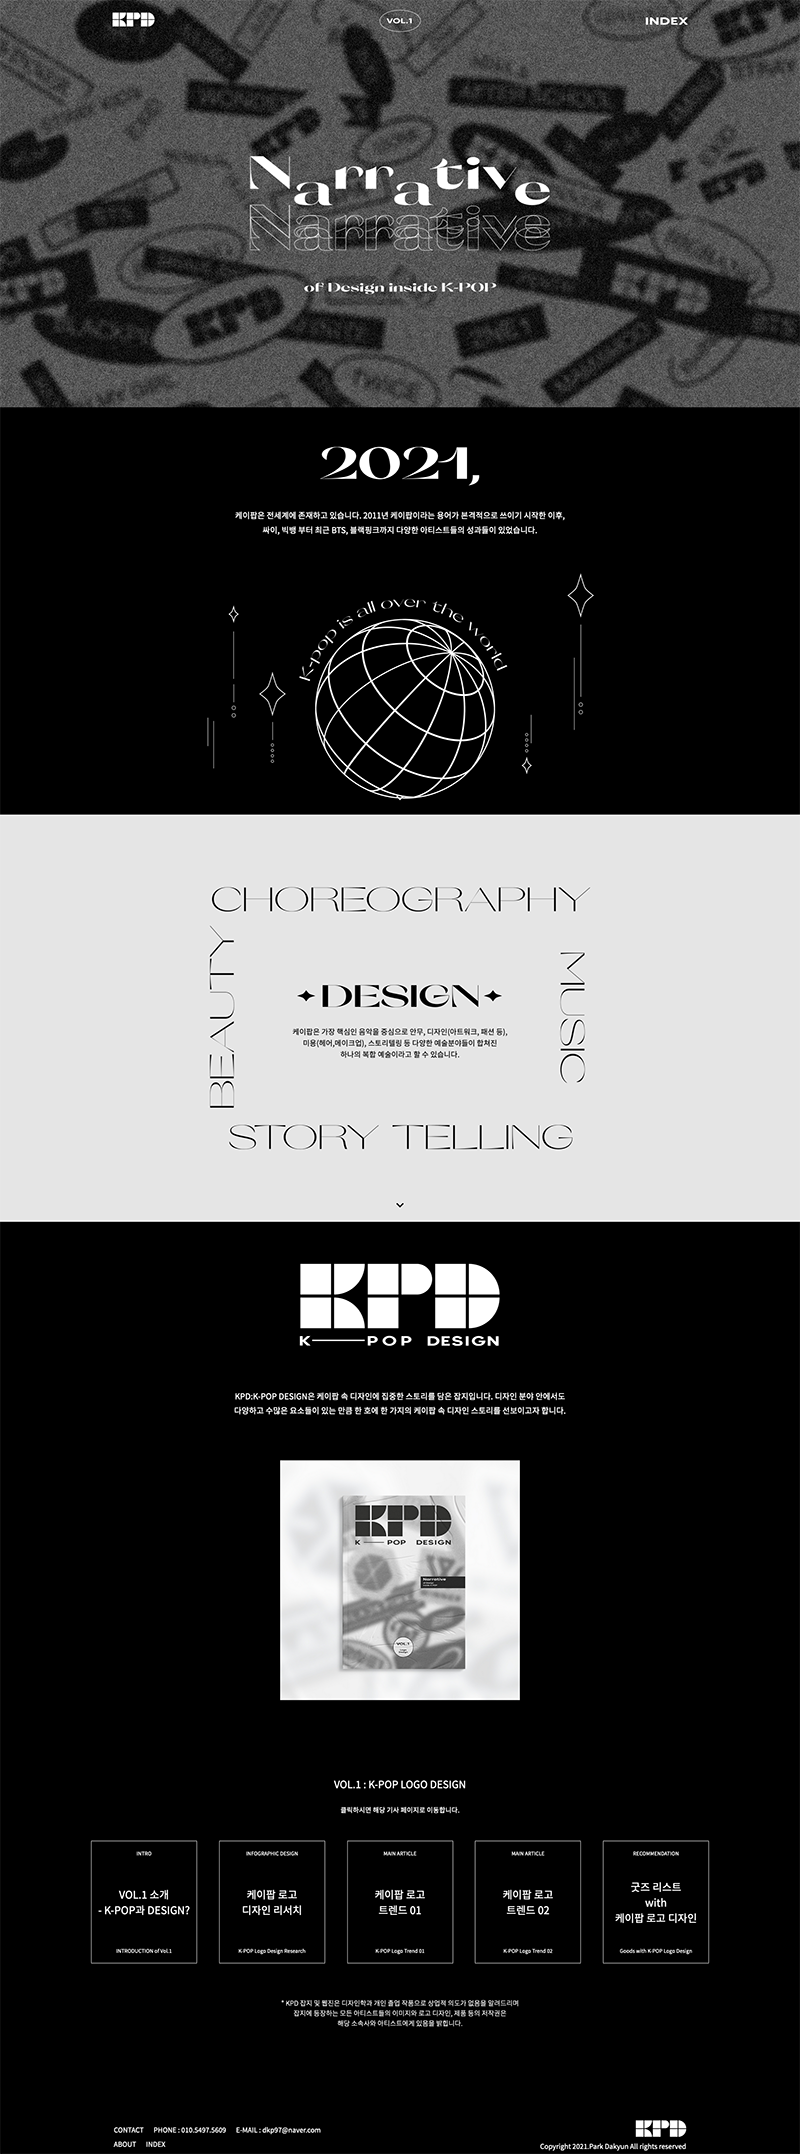 KPD
VOL.1
INDEX
Narrative
Narrative
of Design inside K-POP
KPD
KPD
KPD
TWICE
BTS
2021,
케이팝은 전세계에 존재하고 있습니다. 2011년 케이팝이라는 용어가 본격적으로 쓰이기 시작한 이후,
싸이, 빅뱅 부터 최근 BTS, 블랙핑크까지 다양한 아티스트들의 성과들이 있었습니다.
K-pop is all over the world
CHOREOGRAPHY
BEAUTY
MUSIC
DESIGN
케이팝은 가장 핵심인 음악을 중심으로 안무, 디자인(아트워크, 패션 등),
미용(헤어,메이크업), 스토리텔링 등 다양한 예술분야들이 합쳐진
하나의 복합 예술이라고 할 수 있습니다.
STORY TELLING
KPD
K POP DESIGN
KPD:K-POP DESIGN은 케이팝 속 디자인에 집중한 스토리를 담은 잡지입니다. 디자인 분야 안에서도
다양하고 수많은 요소들이 있는 만큼 한 호에 한 가지의 케이팝 속 디자인 스토리를 선보이고자 합니다.
KPD
K POP DESIGN
Narrative
VOL.1
VOL.1 : K-POP LOGO DESIGN
클릭하시면 해당 기사 페이지로 이동합니다.
INTRO
VOL.1 소개
- K-POP과 DESIGN?
INTRODUCTION of Vol.1
INFOGRAPHIC DESIGN
케이팝 로고
디자인 리서치
K-POP Logo Design Research
MAIN ARTICLE
케이팝 로고
트렌드 01
K-POP Logo Trend 01
MAIN ARTICLE
케이팝 로고
트렌드 02
K-POP Logo Trend 02
RECOMMENDATION
굿즈 리스트
with
케이팝 로고 디자인
Goods with K-POP Logo Design
* KPD 잡지 및 웹진은 디자인학과 개인 졸업 작품으로 상업적 의도가 없음을 알려드리며
잡지에 등장하는 모든 아티스트들의 이미지와 로고 디자인, 제품 등의 저작권은
해당 소속사와 아티스트에게 있음을 밝힙니다.
CONTACT PHONE : 010.5497.5609 E-MAIL : dkp97@naver.com
ABOUT INDEX
KPD
Copyright 2021.Park Dakyun All rights reserved